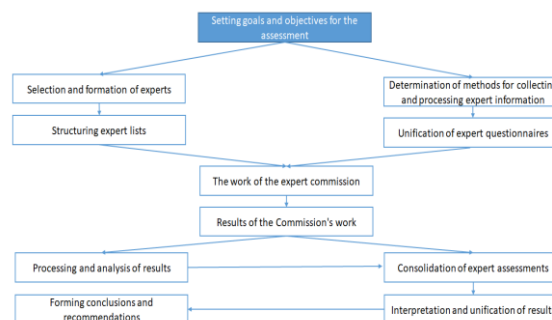 Setting goals and objectives for the
assessment
Selection and formation of experts
Determination of methods for collectin
and processing expert information
Structuring expert lists
Unification of expert questionnaires
The work of the expert commission
Results of the Commission's work
Processing and analysis of results
Consolidation of expert assessments
Forming conclusions and
recommendations
Interpretation and unification of result